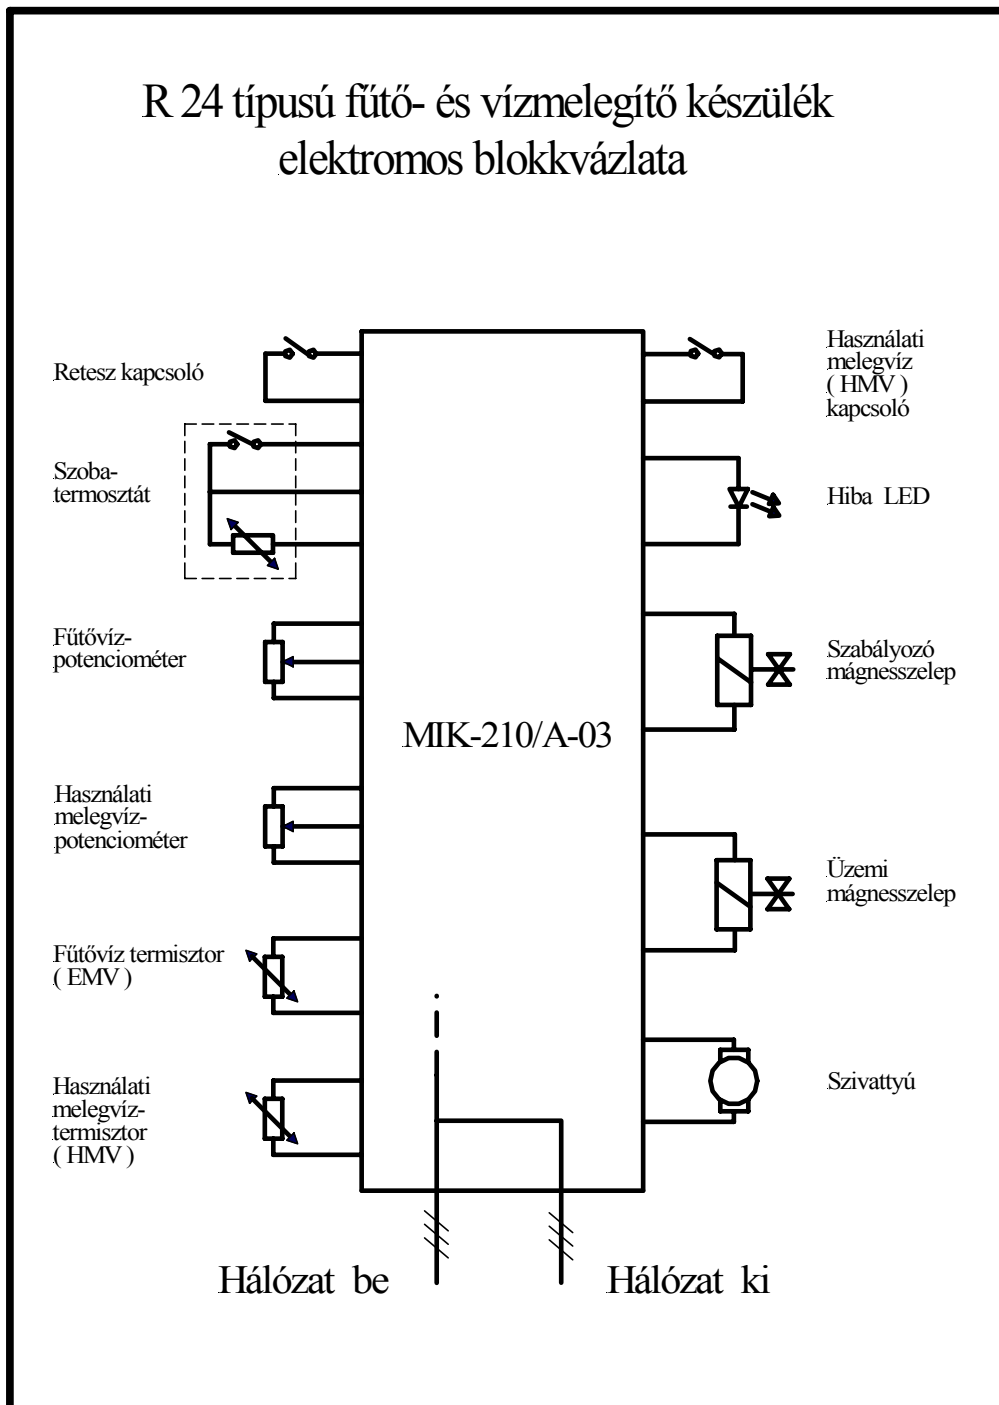 R 24 típusú fűtő- és vízmelegítő készülék
elektromos blokkvázlata
Retesz kapcsoló
Szoba-
termosztát
Fűtővíz-
potenciométer
Használati
melegvíz-
potenciométer
Fűtővíz termisztor
( EMV )
Használati
melegvíz-
termisztor
( HMV )
MIK-210/A-03
Használati
melegvíz
( HMV )
kapcsoló
Hiba LED
Szabályozó
mágnesszelep
Üzemi
mágnesszelep
Szivattyú
Hálózat be
Hálózat ki